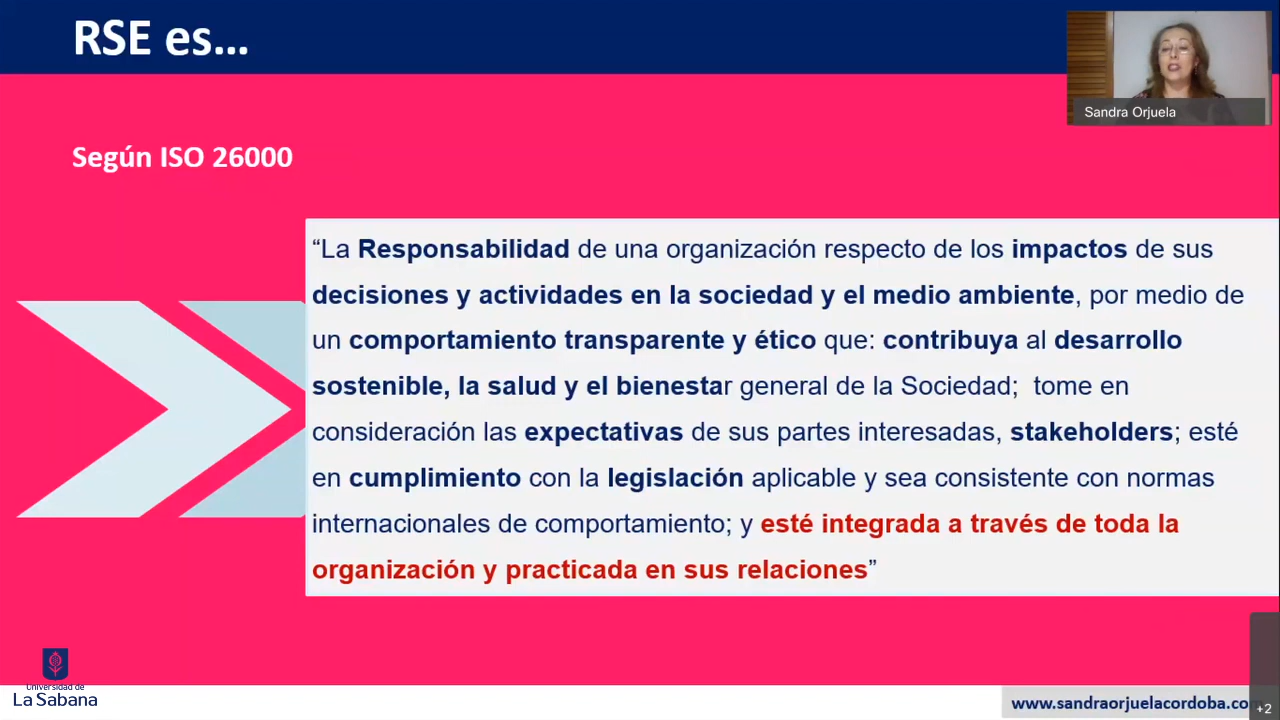 RSE es...
Sandra Orjuela
Según ISO 26000
“La Responsabilidad de una organización respecto de los impactos de sus
decisiones y actividades en la sociedad y el medio ambiente, por medio de
un comportamiento transparente y ético que: contribuya al desarrollo
sostenible, la salud y el bienestar general de la Sociedad;  tome en
consideración las expectativas de sus partes interesadas, stakeholders; esté
en cumplimiento con la legislación aplicable y sea consistente con normas
internacionales de comportamiento; y esté integrada a través de toda la
organización y practicada en sus relaciones”
Universidad de
La Sabana
www.sandraorjuelacordoba.co
+2